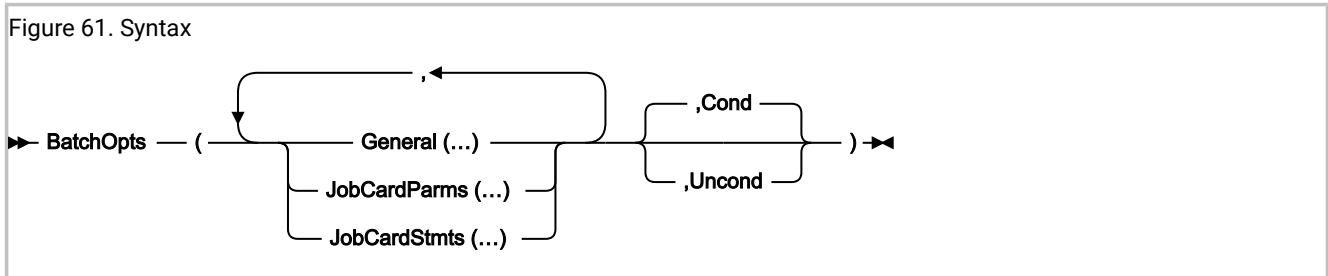 Figure 61. Syntax
,
,Cond
BatchOpts ( General (...) )
,Uncond
JobCardParms (...)
JobCardStmts (...)